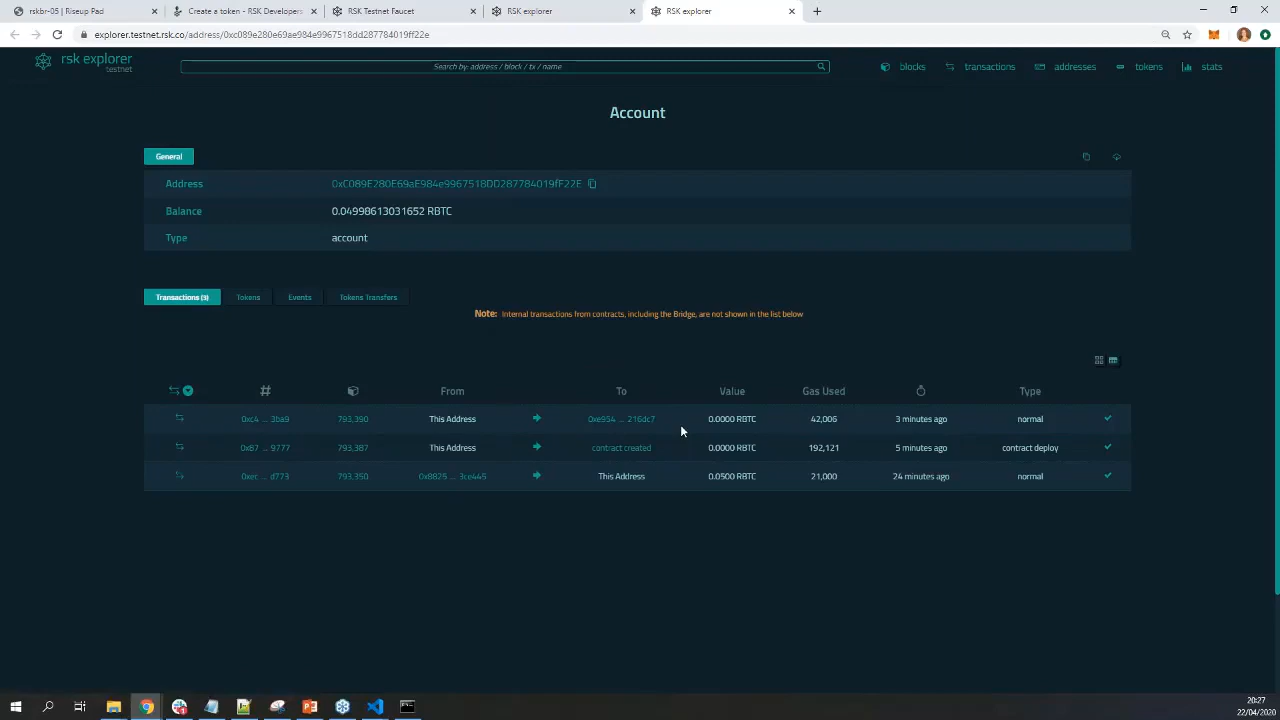 rskbr-05 | Riseup Pad
Create a token - RSK Developers
RSK Testnet Faucet
RSK explorer
RSK explorer
explorer.testnet.rsk.co/address/0xc089e280e69ae984e9967518dd287784019ff22e
rsk explorer
testnet
Search by: address / block / tx / name
blocks
transactions
addresses
tokens
stats
Account
General
Address 0xC089E280E69aE984e9967518DD287784019fF22E
Balance 0.04998613031652 RBTC
Type account
Transactions (3) Tokens Events Tokens Transfers
Note: Internal transactions from contracts, including the Bridge, are not shown in the list below
# From To Value Gas Used Type
0xc4 ... 3ba9 793,390 This Address 0xe954 ... 216dc7 0.0000 RBTC 42,006 3 minutes ago normal
0x67 ... 9777 793,387 This Address contract created 0.0000 RBTC 192,121 5 minutes ago contract deploy
0xec ... d773 793,350 0x8825 ... 3ce445 This Address 0.0500 RBTC 21,000 24 minutes ago normal
20:27
22/04/2020